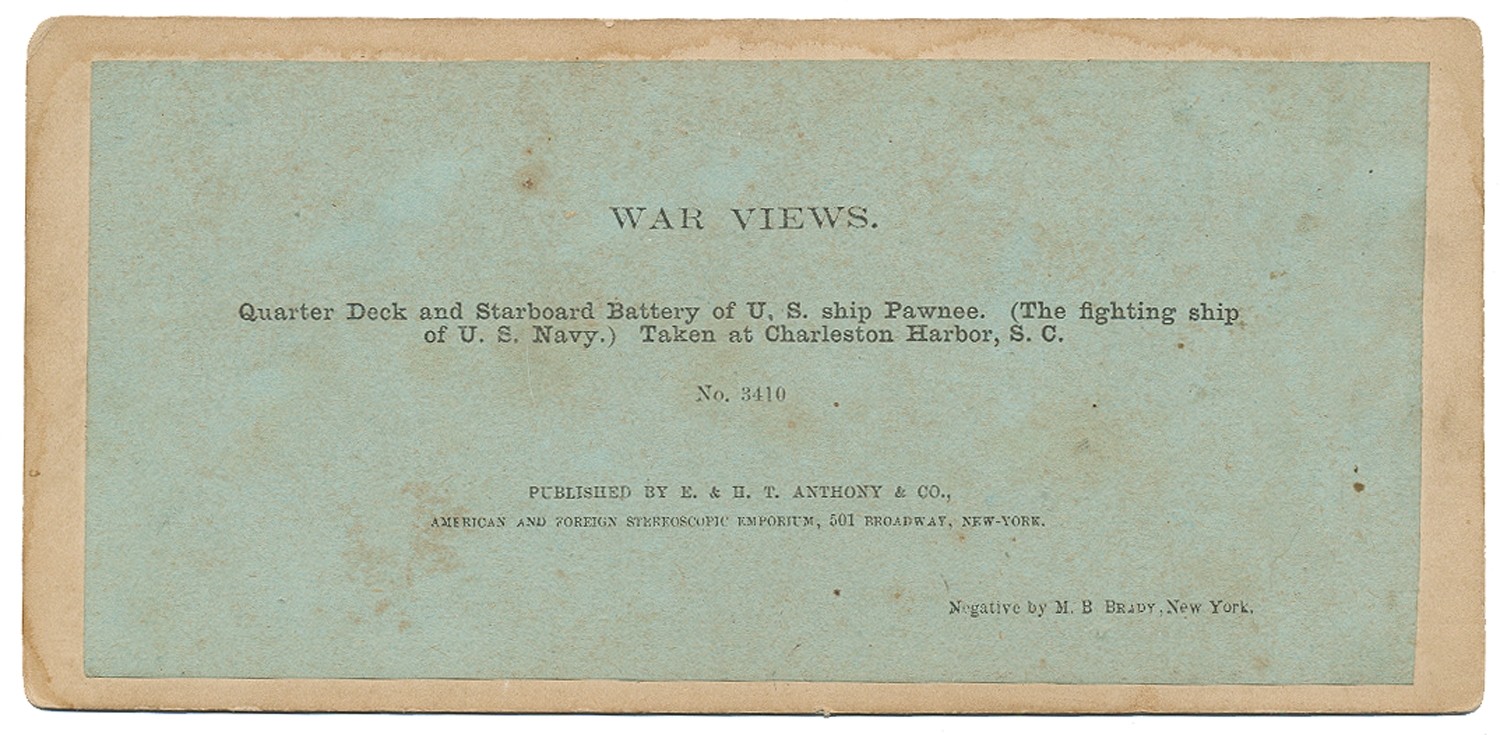 WAR VIEWS.
Quarter Deck and Starboard Battery of U, S. ship Pawnee. (The fighting ship
of U. S. Navy.) Taken at Charleston Harbor, S. C.
No. 3410
PUBLISHED BY E. & H. T. ANTHONY & CO.,
AMERICAN AND FOREIGN STEREOSCOPIC EMPORIUM, 501 BROADWAY, NEW-YORK.
Negative by M. B BRADY, New York.